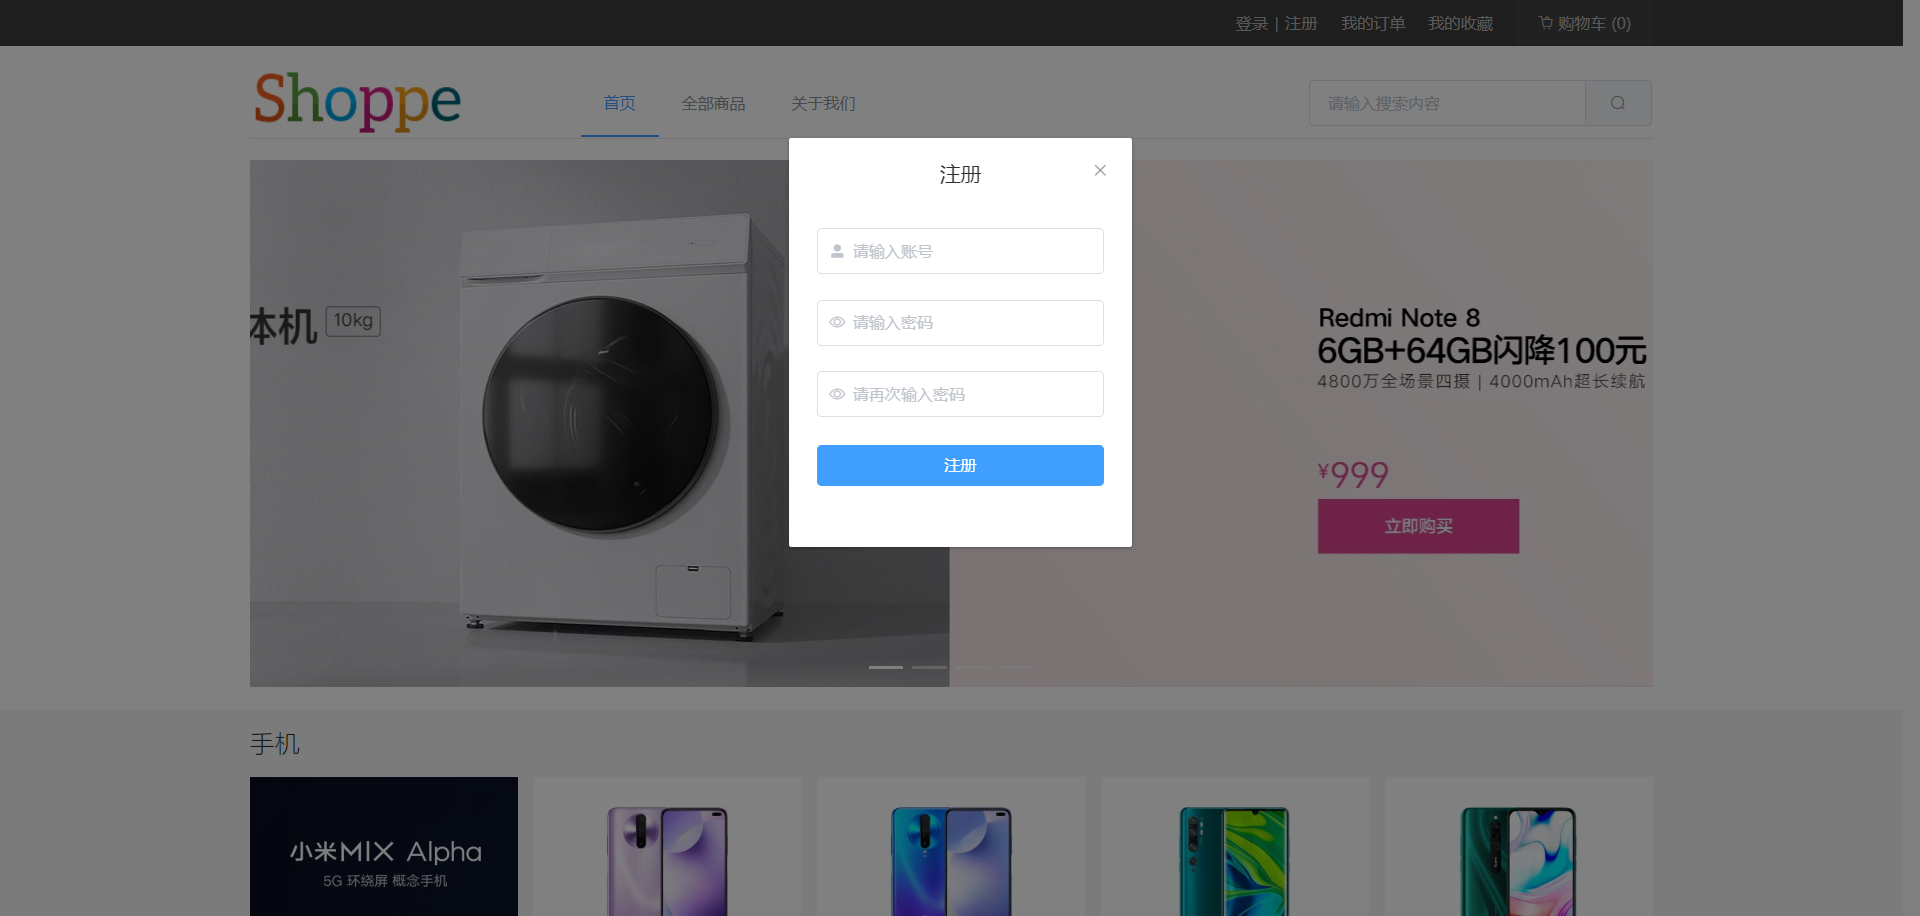 登录 | 注册 我的订单 我的收藏 购物车 (0)
Shoppe
首页 全部商品 关于我们 请输入搜索内容
注册
请输入账号
请输入密码
请再次输入密码
注册
体机 10kg
Redmi Note 8
6GB+64GB闪降100元
4800万全场景四摄 | 4000mAh超长续航
¥999
立即购买
手机
小米MIX Alpha
5G 环绕屏 概念手机